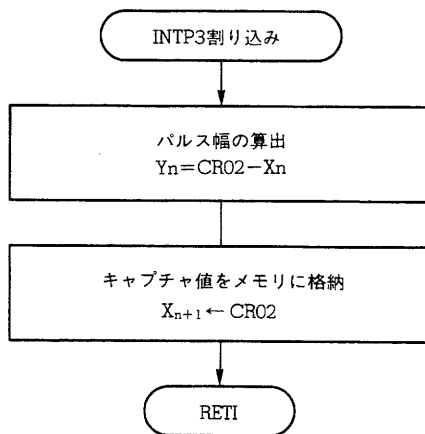 INTP3割り込み
パルス幅の算出
Yn=CR02-Xn
キャプチャ値をメモリに格納
Xn+1←CR02
RETI